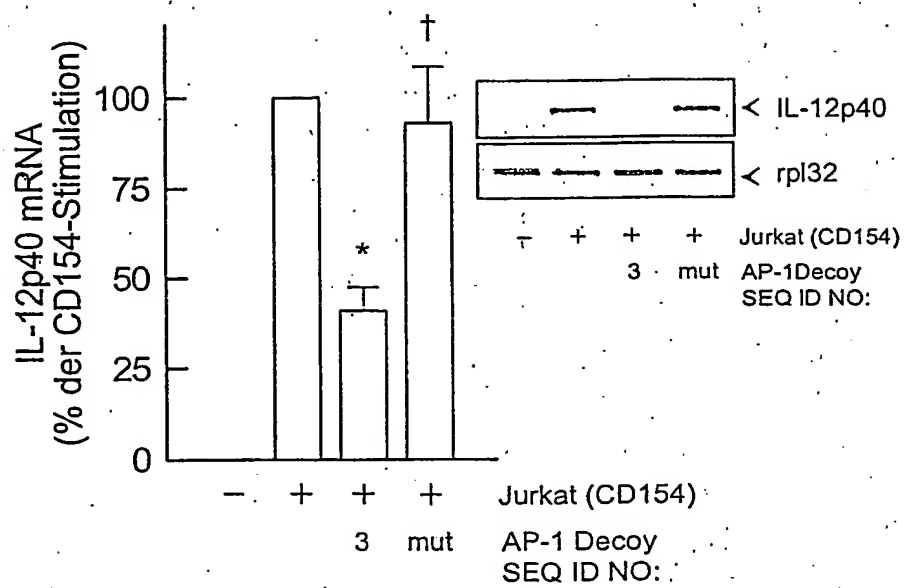 IL-12p40 mRNA
(% der CD154-Stimulation)
100
75
50
25
0
*
†
− + + + Jurkat (CD154)
3 mut AP-1 Decoy
SEQ ID NO:
< IL-12p40
< rpl32
− + + + Jurkat (CD154)
3 mut AP-1Decoy
SEQ ID NO: